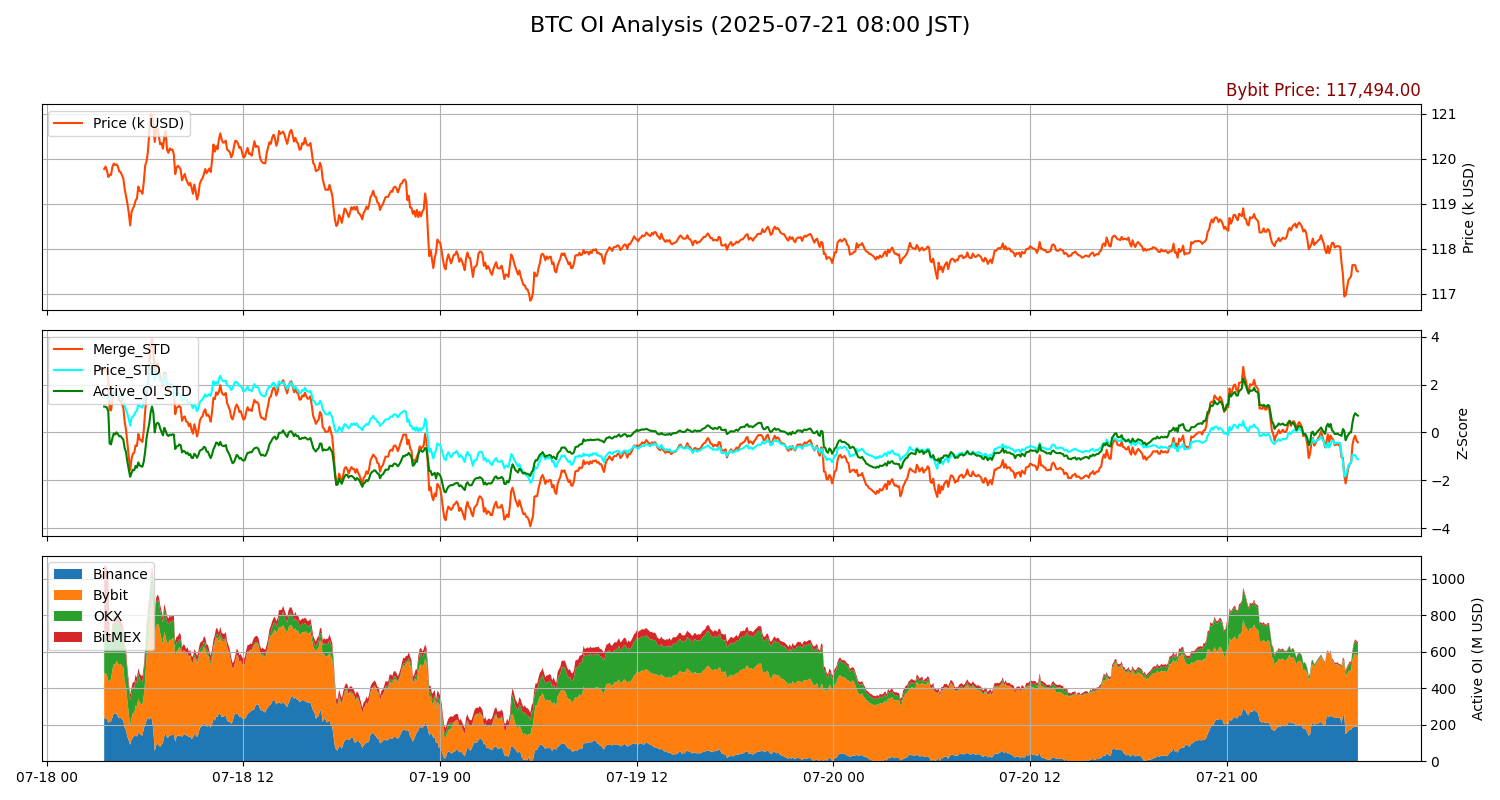 BTC OI Analysis (2025-07-21 08:00 JST)
Bybit Price: 117,494.00
Price (k USD)
121
120
119
118
117
Price (k USD)
Merge_STD
Price_STD
Active_OI_STD
4
2
0
−2
−4
Z-Score
Binance
Bybit
OKX
BitMEX
1000
800
600
400
200
0
Active OI (M USD)
07-18 00
07-18 12
07-19 00
07-19 12
07-20 00
07-20 12
07-21 00